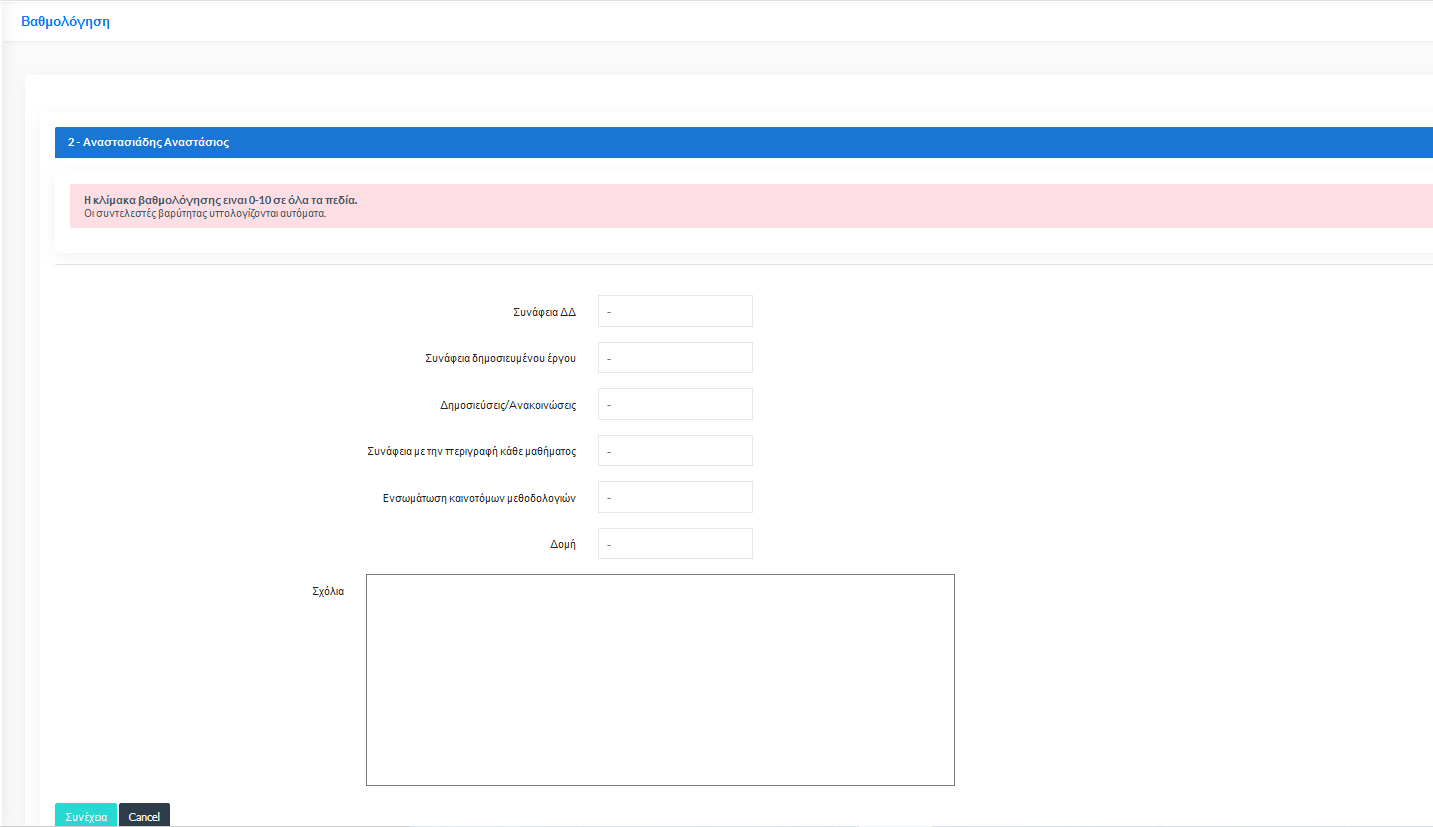 Βαθμολόγηση
2 - Αναστασιάδης Αναστάσιος
Η κλίμακα βαθμολόγησης ειναι 0-10 σε όλα τα πεδία.
Οι συντελεστές βαρύτητας υπολογίζονται αυτόματα.
Συνάφεια ΔΔ -
Συνάφεια δημοσιευμένου έργου -
Δημοσιεύσεις/Ανακοινώσεις -
Συνάφεια με την περιγραφή κάθε μαθήματος -
Ενσωμάτωση καινοτόμων μεθοδολογιών -
Δομή -
Σχόλια
Συνέχεια Cancel